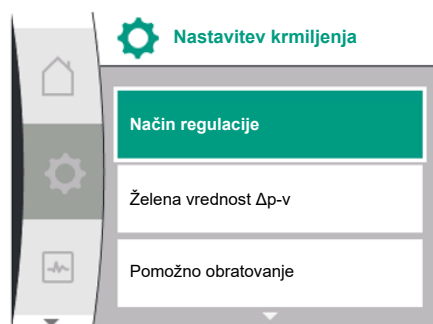 Nastavitev krmiljenja
Način regulacije
Želena vrednost Δp-v
Pomožno obratovanje